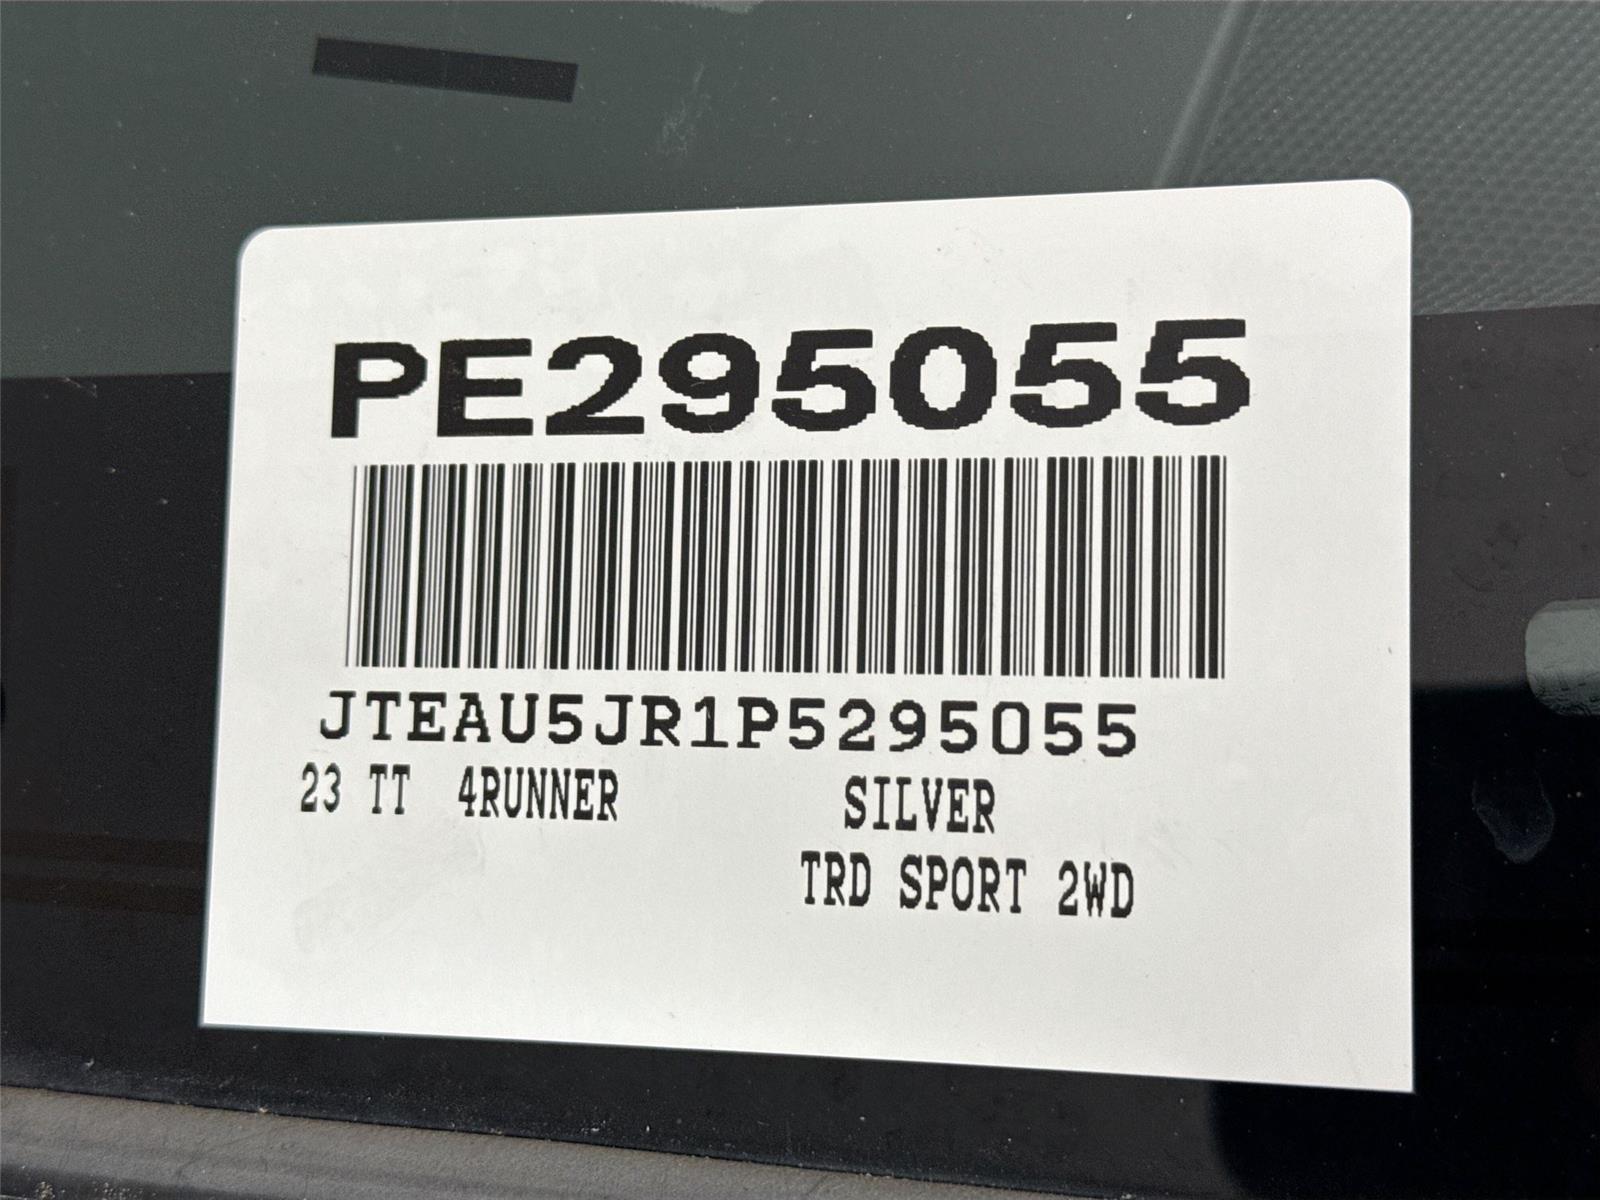 PE295055
JTEAU5JR1P5295055
23 TT 4RUNNER SILVER
TRD SPORT 2WD